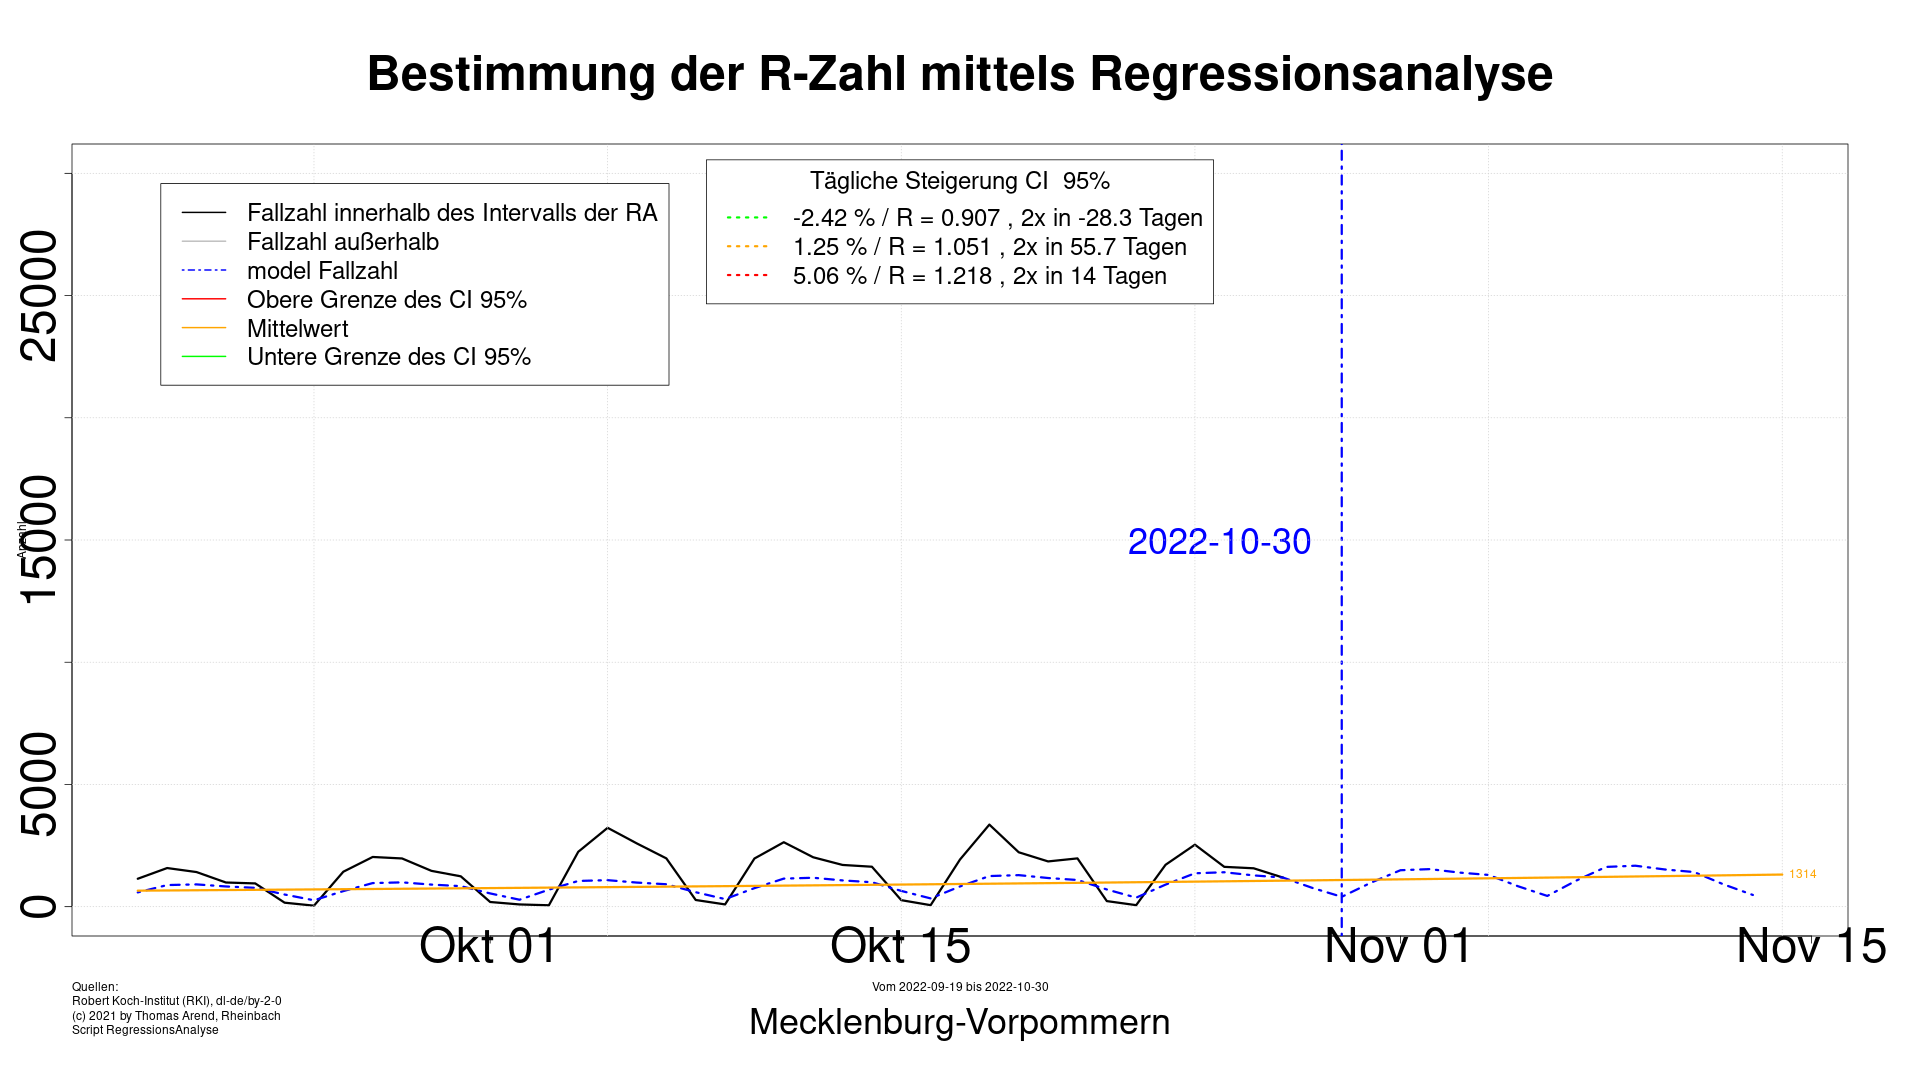 Bestimmung der R-Zahl mittels Regressionsanalyse
Fallzahl innerhalb des Intervalls der RA
Fallzahl außerhalb
model Fallzahl
Obere Grenze des CI 95%
Mittelwert
Untere Grenze des CI 95%
Tägliche Steigerung CI 95%
-2.42 % / R = 0.907 , 2x in -28.3 Tagen
1.25 % / R = 1.051 , 2x in 55.7 Tagen
5.06 % / R = 1.218 , 2x in 14 Tagen
25000
15000
5000
0
Anzahl
2022-10-30
1314
Okt 01
Okt 15
Nov 01
Nov 15
Quellen:
Robert Koch-Institut (RKI), dl-de/by-2-0
(c) 2021 by Thomas Arend, Rheinbach
Script RegressionsAnalyse
Vom 2022-09-19 bis 2022-10-30
Mecklenburg-Vorpommern